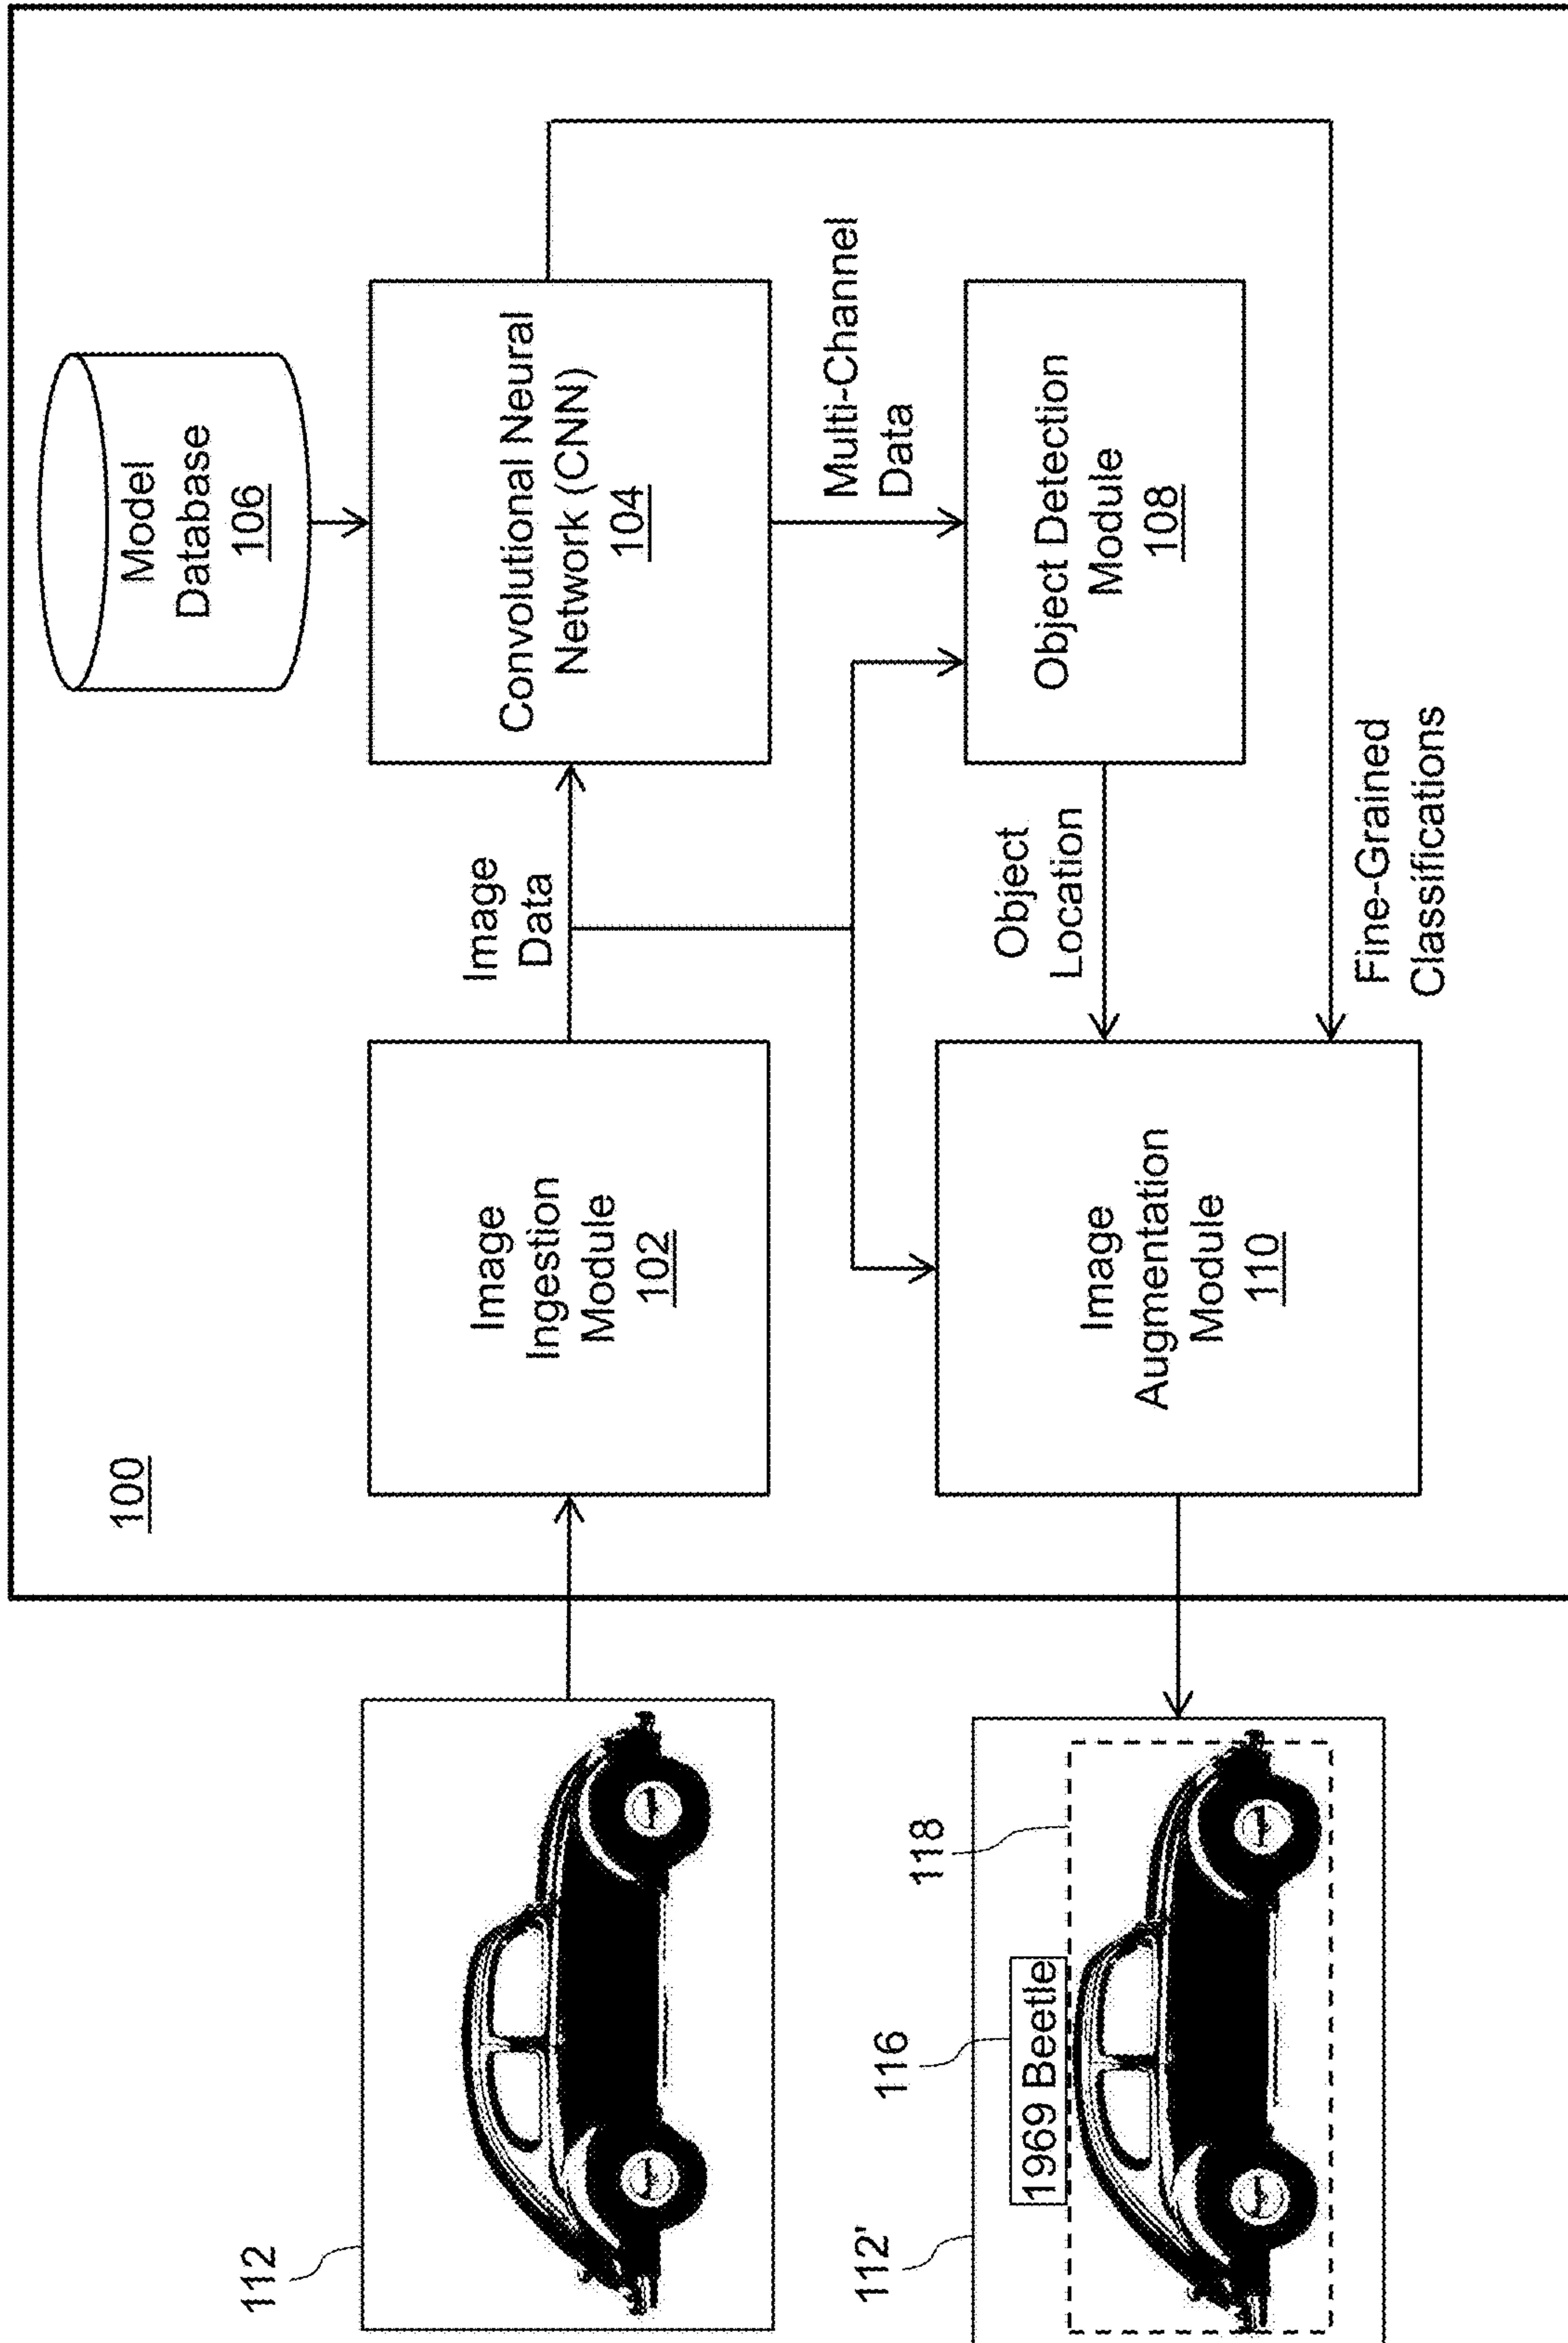 100
Model
Database
106
Image
Ingestion
Module
102
Image
Data
Convolutional Neural
Network (CNN)
104
112
Multi-Channel
Data
Object
Location
Object Detection
Module
108
Image
Augmentation
Module
110
Fine-Grained
Classifications
112'
116
118
1969 Beetle